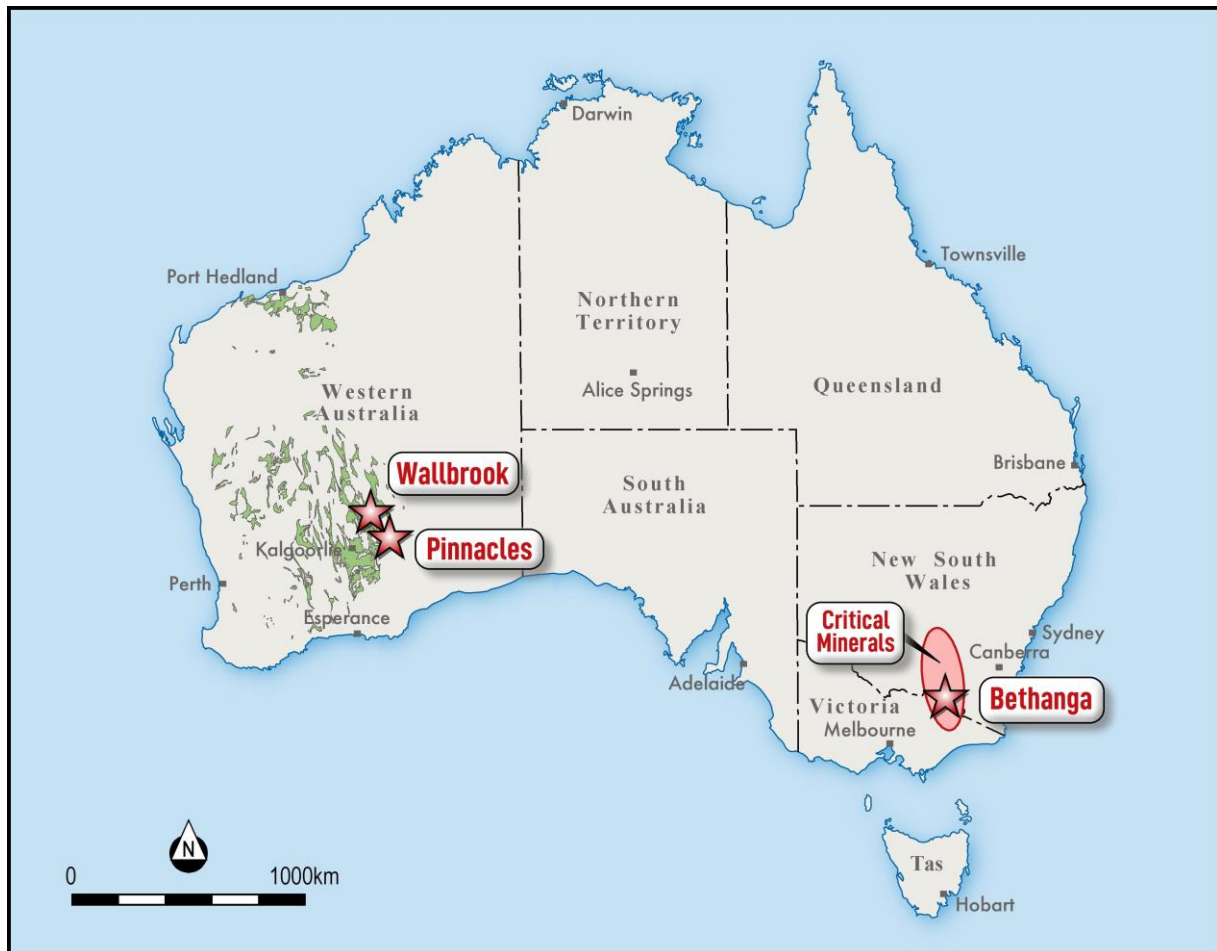 Darwin
Port Hedland
Townsville
Northern
Territory
Western
Australia
Alice Springs
Queensland
Wallbrook
South
Australia
Brisbane
Kalgoorlie
Pinnacles
New South
Wales
Perth
Esperance
Critical
Minerals
Sydney
Canberra
Adelaide
Victoria
Bethanga
Melbourne
N
0 1000km
Tas
Hobart